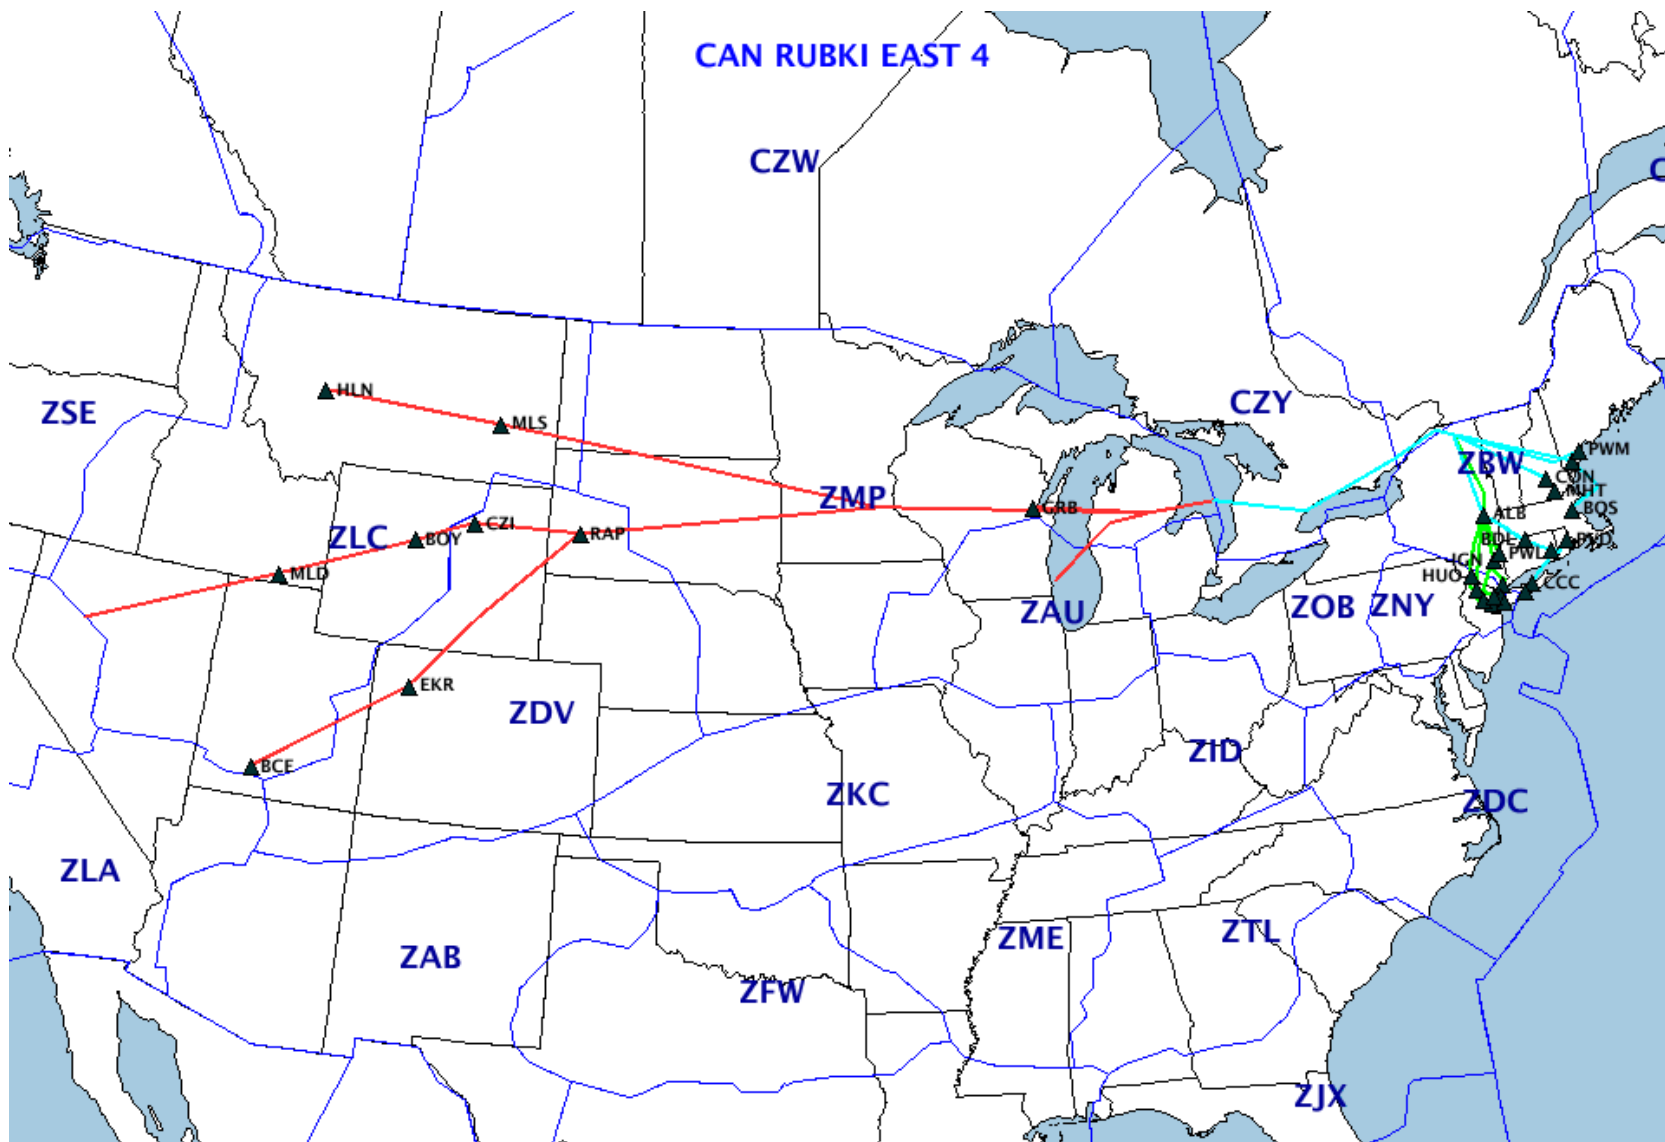 CAN RUBKI EAST 4
CZW
C
HLN
ZSE
MLS
CZY
PWM
ZBW
CON
MHT
ZMP
GRB
BOS
ALB
CZI
ZLC
BOY
RAP
BDL
PVD
PWL
IGN
MLD
HUO
CCC
ZAU
ZOB
ZNY
EKR
ZDV
ZID
BCE
ZKC
ZDC
ZLA
ZME
ZTL
ZAB
ZFW
ZJX